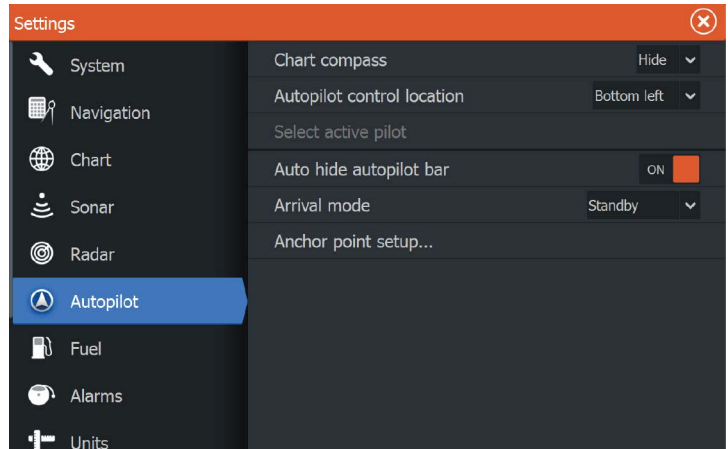 Settings
System
Navigation
Chart
Sonar
Radar
Autopilot
Fuel
Alarms
Units
Chart compass Hide
Autopilot control location Bottom left
Select active pilot
Auto hide autopilot bar ON
Arrival mode Standby
Anchor point setup...